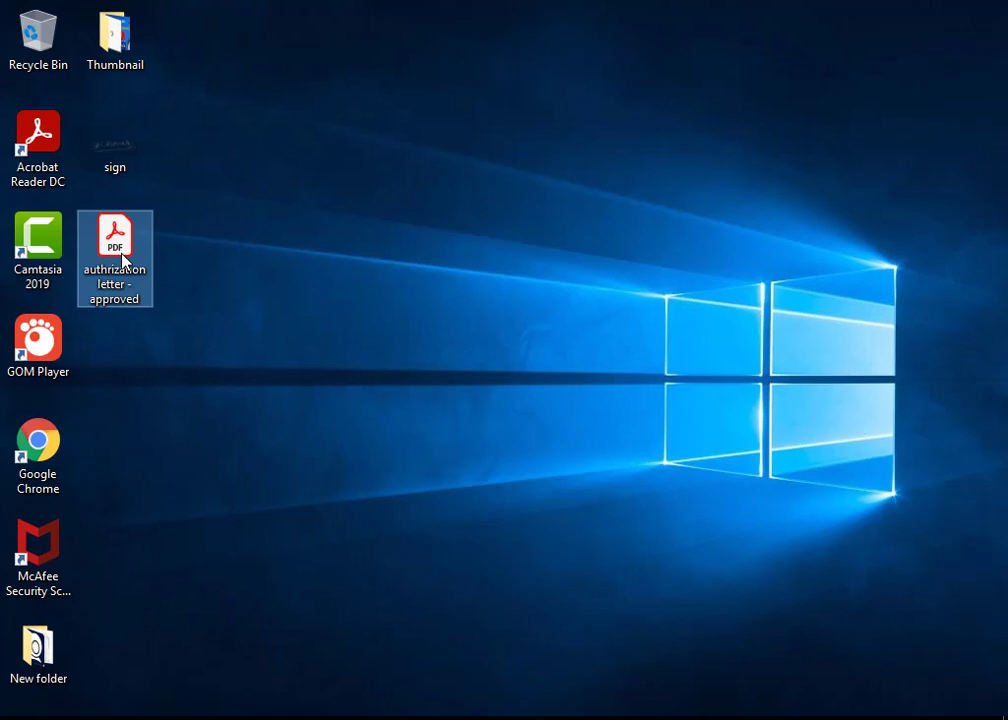 Recycle Bin
Thumbnail
Acrobat
Reader DC
sign
Camtasia
2019
PDF
authrization
letter -
approved
GOM Player
Google
Chrome
McAfee
Security Sc...
New folder